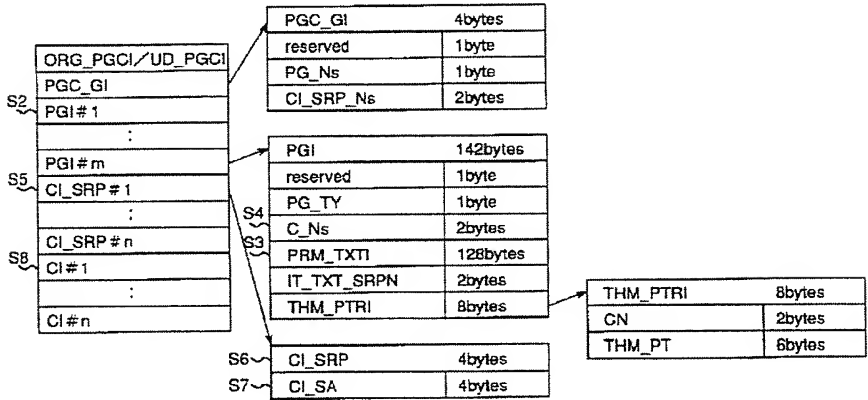 ORG_PGCI/UD_PGCI
PGC_GI
S2
PGI#1
:
PGI#m
S5
CI_SRP#1
:
CI_SRP#n
S8
CI#1
:
CI#n
PGC_GI 4bytes
reserved 1byte
PG_Ns 1byte
CI_SRP_Ns 2bytes
PGI 142bytes
reserved 1byte
PG_TY 1byte
S4
C_Ns 2bytes
S3
PRM_TXTI 128bytes
IT_TXT_SRPN 2bytes
THM_PTRI 8bytes
S6 CI_SRP 4bytes
S7 CI_SA 4bytes
THM_PTRI 8bytes
CN 2bytes
THM_PT 6bytes